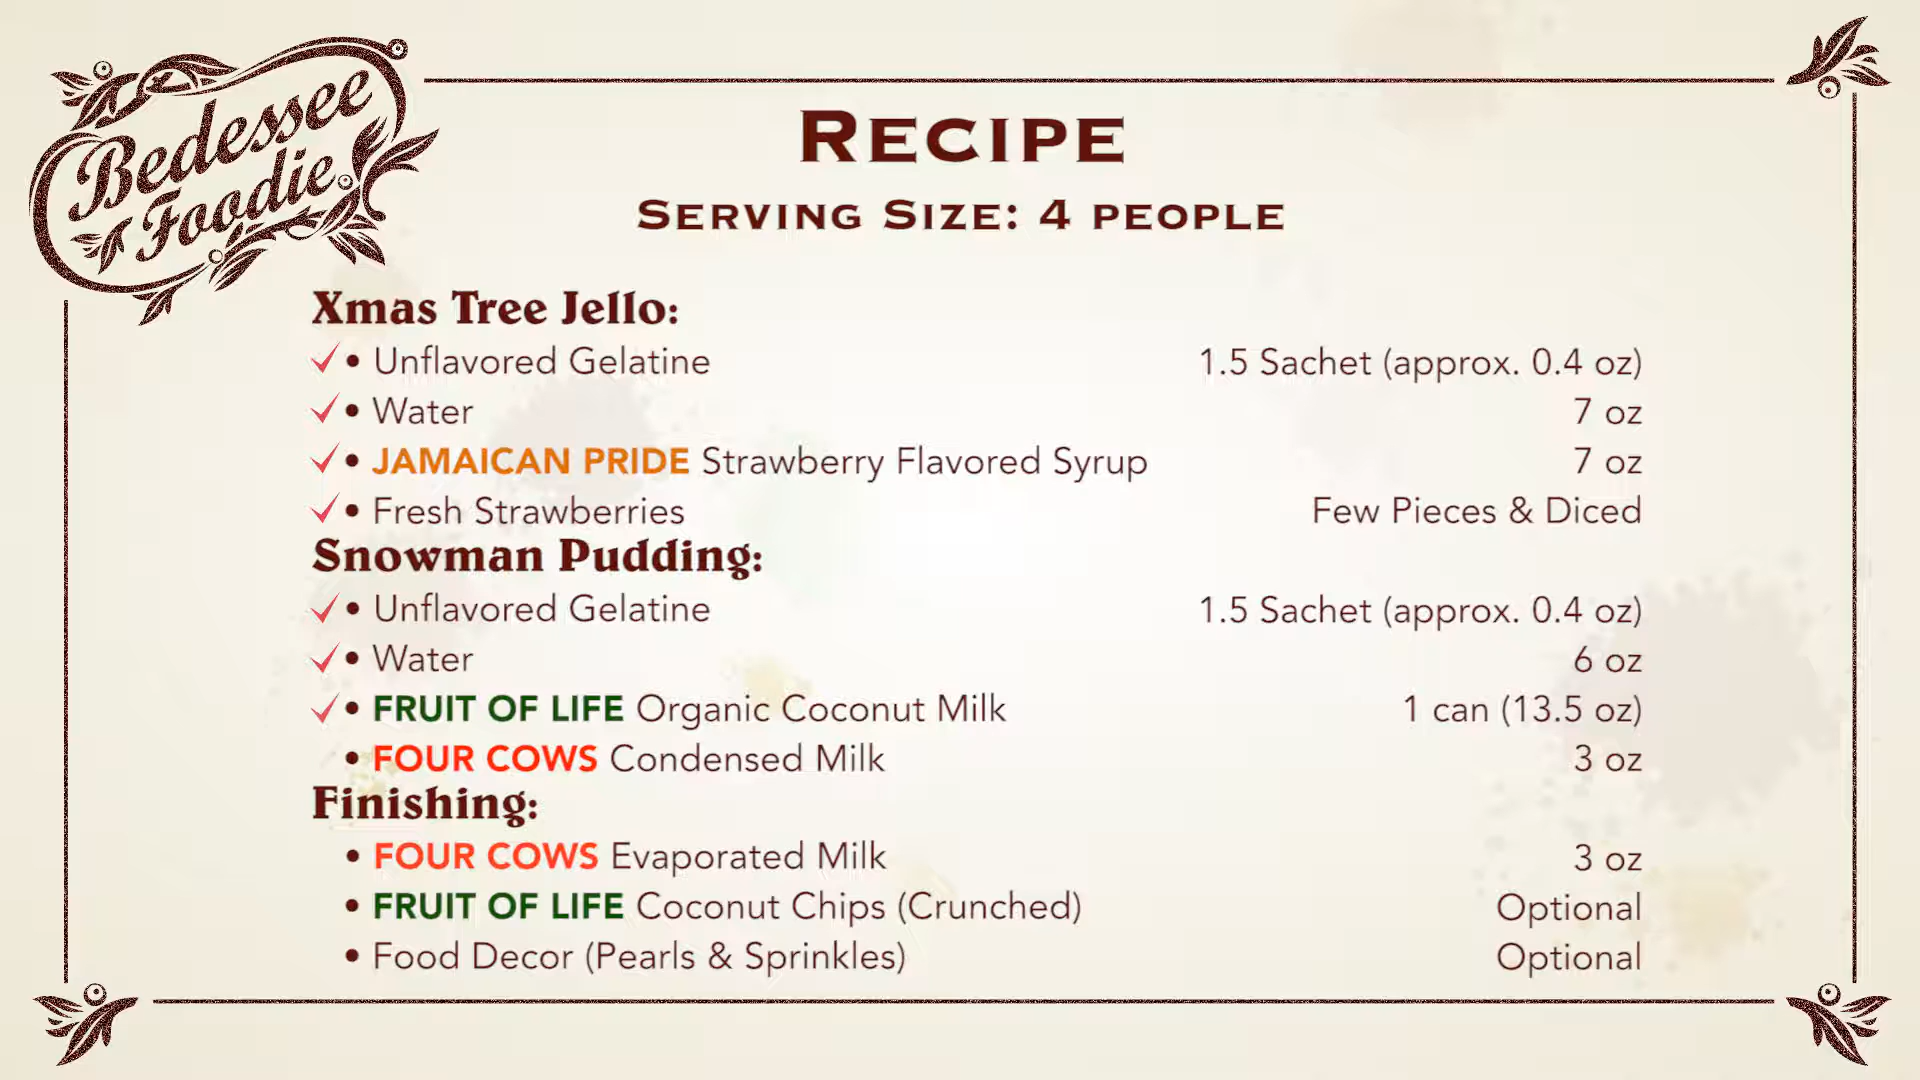 Bedessee
Foodie
RECIPE
SERVING SIZE: 4 PEOPLE
Xmas Tree Jello:
✓ • Unflavored Gelatine 1.5 Sachet (approx. 0.4 oz)
✓ • Water 7 oz
✓ • JAMAICAN PRIDE Strawberry Flavored Syrup 7 oz
✓ • Fresh Strawberries Few Pieces & Diced
Snowman Pudding:
✓ • Unflavored Gelatine 1.5 Sachet (approx. 0.4 oz)
✓ • Water 6 oz
✓ • FRUIT OF LIFE Organic Coconut Milk 1 can (13.5 oz)
• FOUR COWS Condensed Milk 3 oz
Finishing:
• FOUR COWS Evaporated Milk 3 oz
• FRUIT OF LIFE Coconut Chips (Crunched) Optional
• Food Decor (Pearls & Sprinkles) Optional